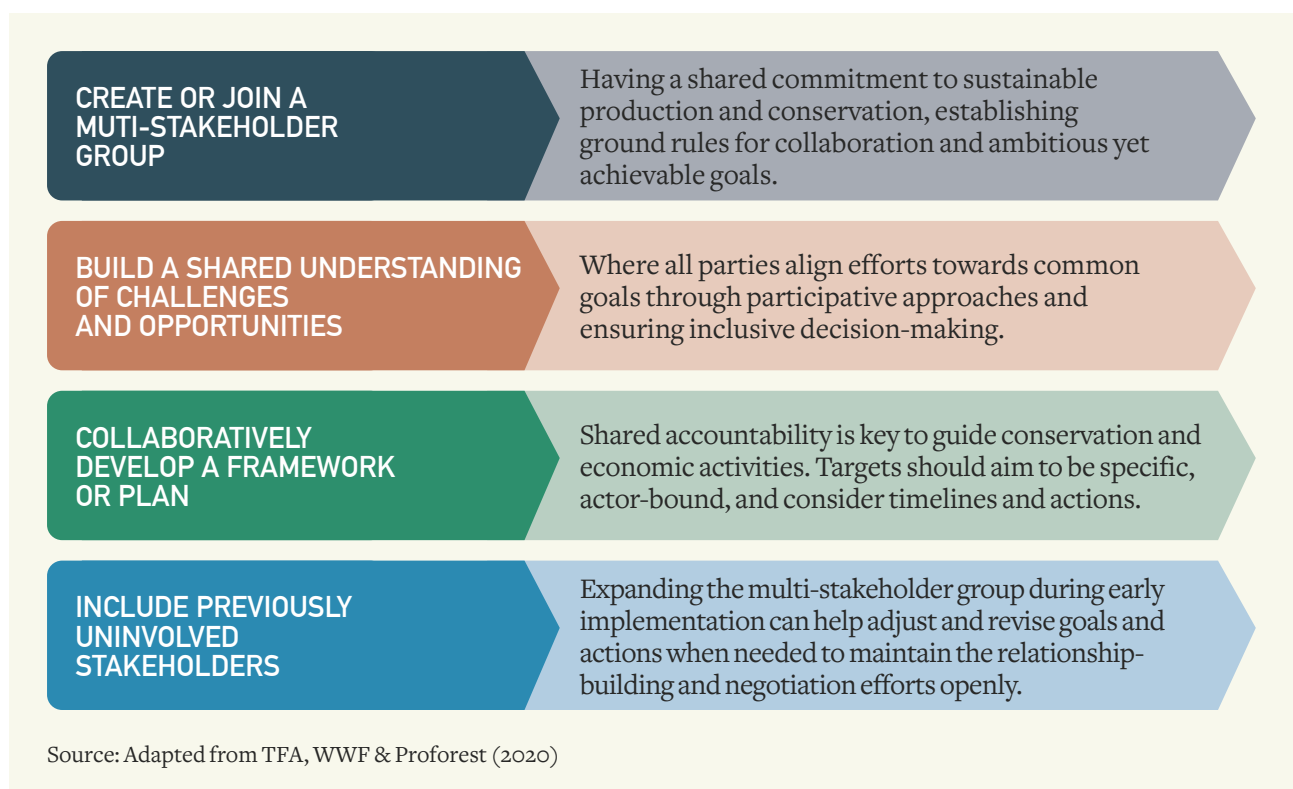 CREATE OR JOIN A
MUTI-STAKEHOLDER
GROUP
Having a shared commitment to sustainable
production and conservation, establishing
ground rules for collaboration and ambitious yet
achievable goals.
BUILD A SHARED UNDERSTANDING
OF CHALLENGES
AND OPPORTUNITIES
Where all parties align efforts towards common
goals through participative approaches and
ensuring inclusive decision-making.
COLLABORATIVELY
DEVELOP A FRAMEWORK
OR PLAN
Shared accountability is key to guide conservation and
economic activities. Targets should aim to be specific,
actor-bound, and consider timelines and actions.
INCLUDE PREVIOUSLY
UNINVOLVED
STAKEHOLDERS
Expanding the multi-stakeholder group during early
implementation can help adjust and revise goals and
actions when needed to maintain the relationship-
building and negotiation efforts openly.
Source: Adapted from TFA, WWF & Proforest (2020)